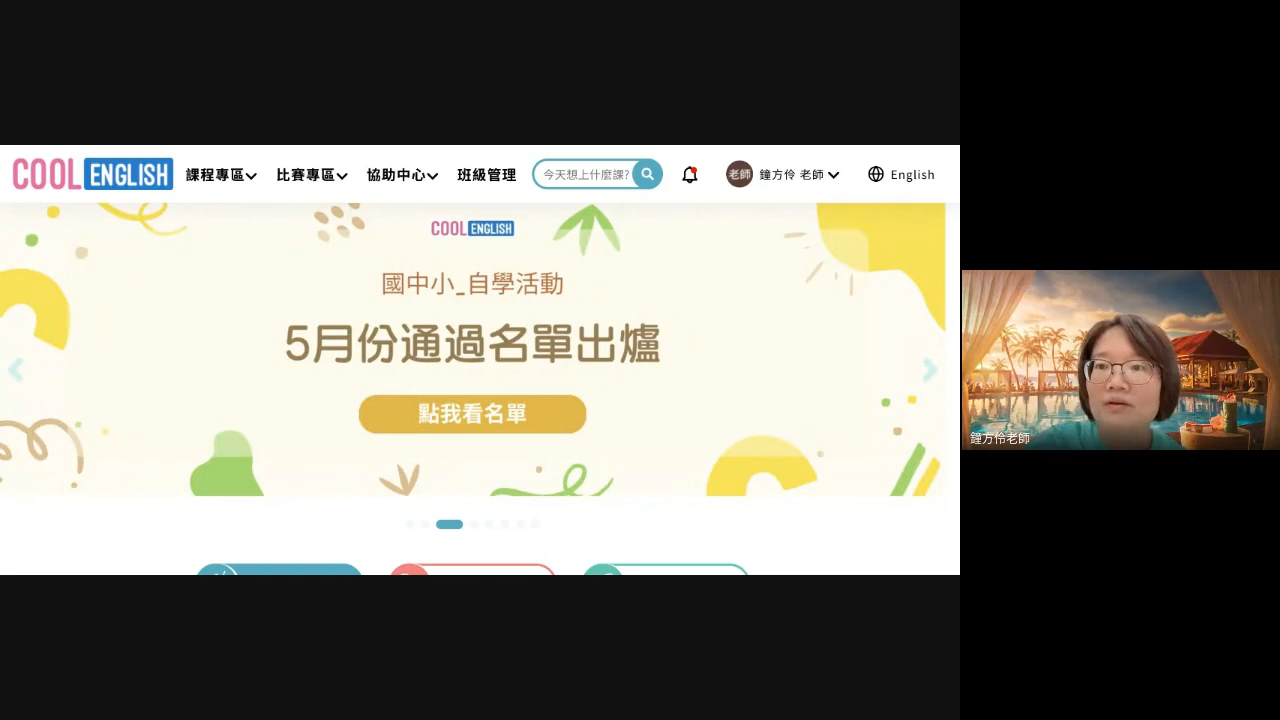 COOL ENGLISH
課程專區
比賽專區
協助中心
班級管理
今天想上什麼課?
老師
鐘方伶 老師
English
COOL ENGLISH
國中小_自學活動
5月份通過名單出爐
點我看名單
鐘方伶老師